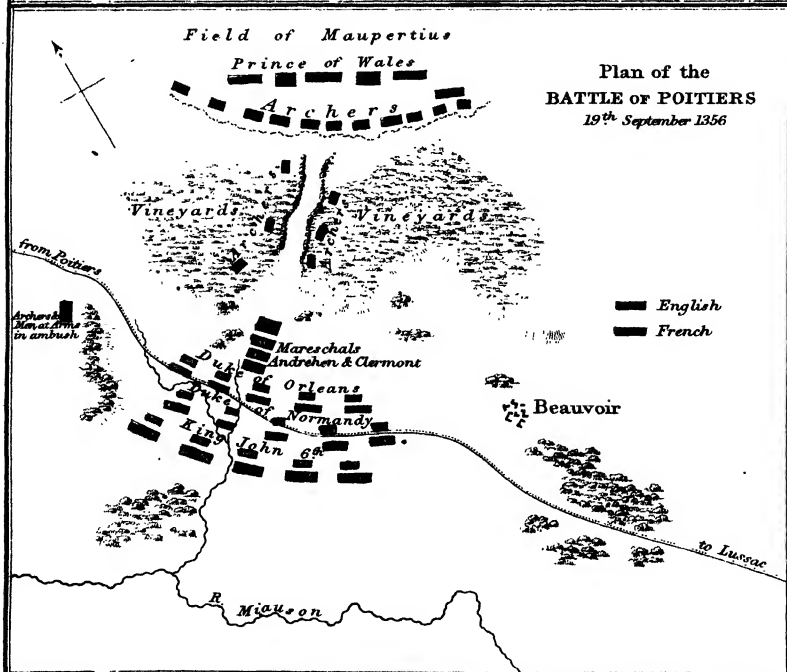 Field of Maupertius
Prince of Wales
Archers
Plan of the
BATTLE OF POITIERS
19th September 1356
Archers
Archers
Vineyards
Vineyards
from Poitiers
Archers &
Men at Arms
in ambush
English
French
Mareschals
Andrehen & Clermont
Duke of Orleans
Duke of Normandy
King John 6th
Beauvoir
to Lussac
R Miauson